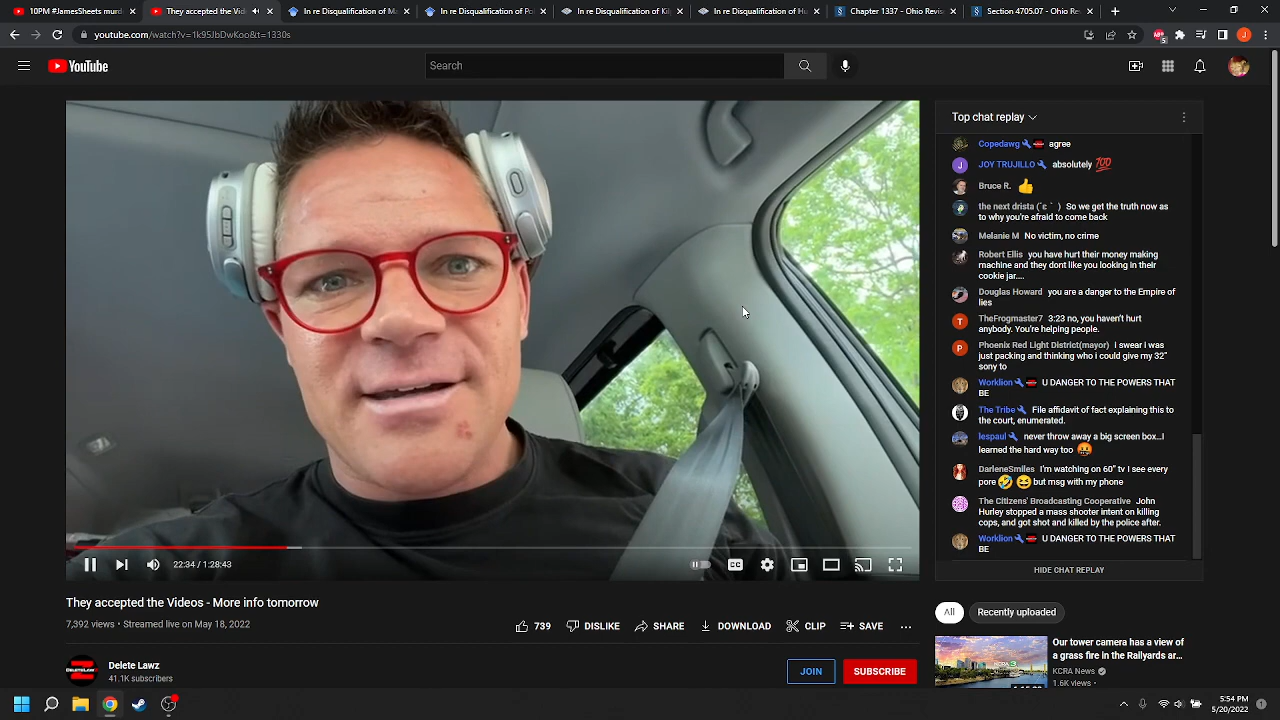 10PM #JamesSheets murd
They accepted the Vid
In re Disqualification of M
In re Disqualification of Po
In re Disqualification of Kil
In re Disqualification of Hu
Chapter 1337 - Ohio Revis
Section 4705.07 - Ohio Re
youtube.com/watch?v=1k95JbDwKoo&t=1330s
YouTube
Search
Top chat replay
Copedawg agree
JOY TRUJILLO absolutely 100
Bruce R.
the next drista (´ε｀ ) So we get the truth now as
to why you're afraid to come back
Melanie M No victim, no crime
Robert Ellis you have hurt their money making
machine and they dont like you looking in their
cookie jar....
Douglas Howard you are a danger to the Empire of
lies
TheFrogmaster7 3:23 no, you haven't hurt
anybody. You're helping people.
Phoenix Red Light District(mayor) I swear i was
just packing and thinking who i could give my 32"
sony to
Worklion U DANGER TO THE POWERS THAT
BE
The Tribe File affidavit of fact explaining this to
the court, enumerated.
lespaul never throw away a big screen box...I
learned the hard way too
DarleneSmiles I'm watching on 60" tv I see every
pore but msg with my phone
The Citizens' Broadcasting Cooperative John
Hurley stopped a mass shooter intent on killing
cops, and got shot and killed by the police after.
Worklion U DANGER TO THE POWERS THAT
BE
HIDE CHAT REPLAY
22:34 / 1:28:43
CC
They accepted the Videos - More info tomorrow
7,392 views • Streamed live on May 18, 2022
739 DISLIKE SHARE DOWNLOAD CLIP SAVE
DELETELAWZ
Delete Lawz
41.1K subscribers
JOIN
SUBSCRIBE
All
Recently uploaded
Our tower camera has a view of
a grass fire in the Railyards ar...
KCRA News
1.6K views •
5:54 PM
5/20/2022
1